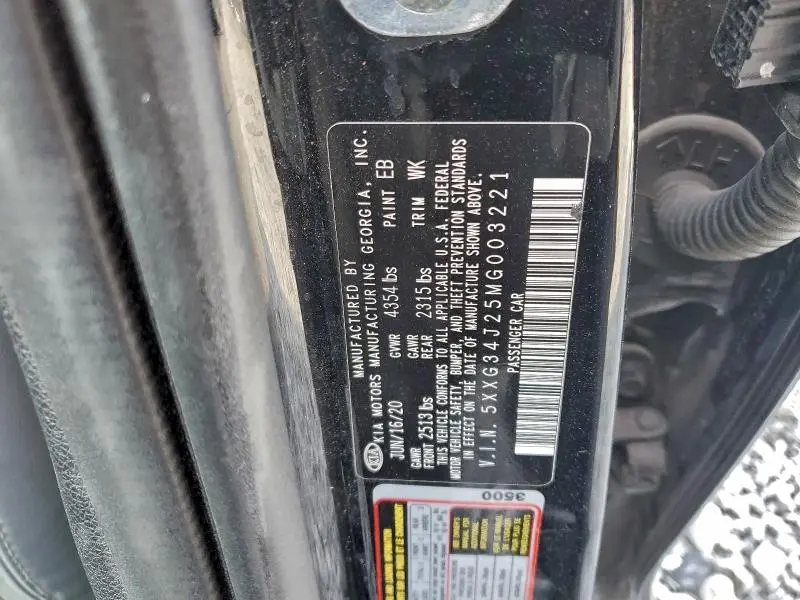 MANUFACTURED BY
KIA KIA MOTORS MANUFACTURING GEORGIA, INC.
JUN/16/20 GVWR 4354 lbs PAINT EB
GAWR FRONT 2513 lbs GAWR REAR 2315 lbs TRIM WK
THIS VEHICLE CONFORMS TO ALL APPLICABLE U.S.A. FEDERAL
MOTOR VEHICLE SAFETY, BUMPER, AND THEFT PREVENTION STANDARDS
IN EFFECT ON THE DATE OF MANUFACTURE SHOWN ABOVE.
V.I.N. 5XXG34J25MG003221
PASSENGER CAR
3500